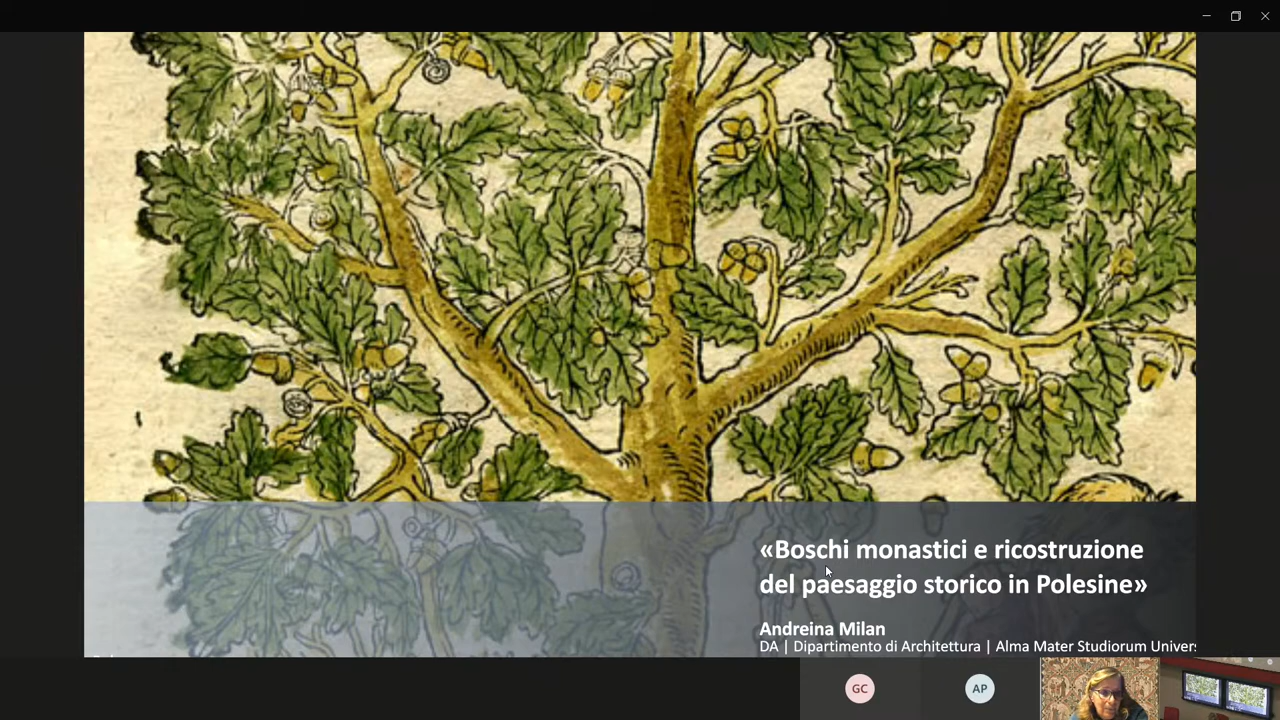 «Boschi monastici e ricostruzione
del paesaggio storico in Polesine»
Andreina Milan
DA | Dipartimento di Architettura | Alma Mater Studiorum Univers
GC
AP